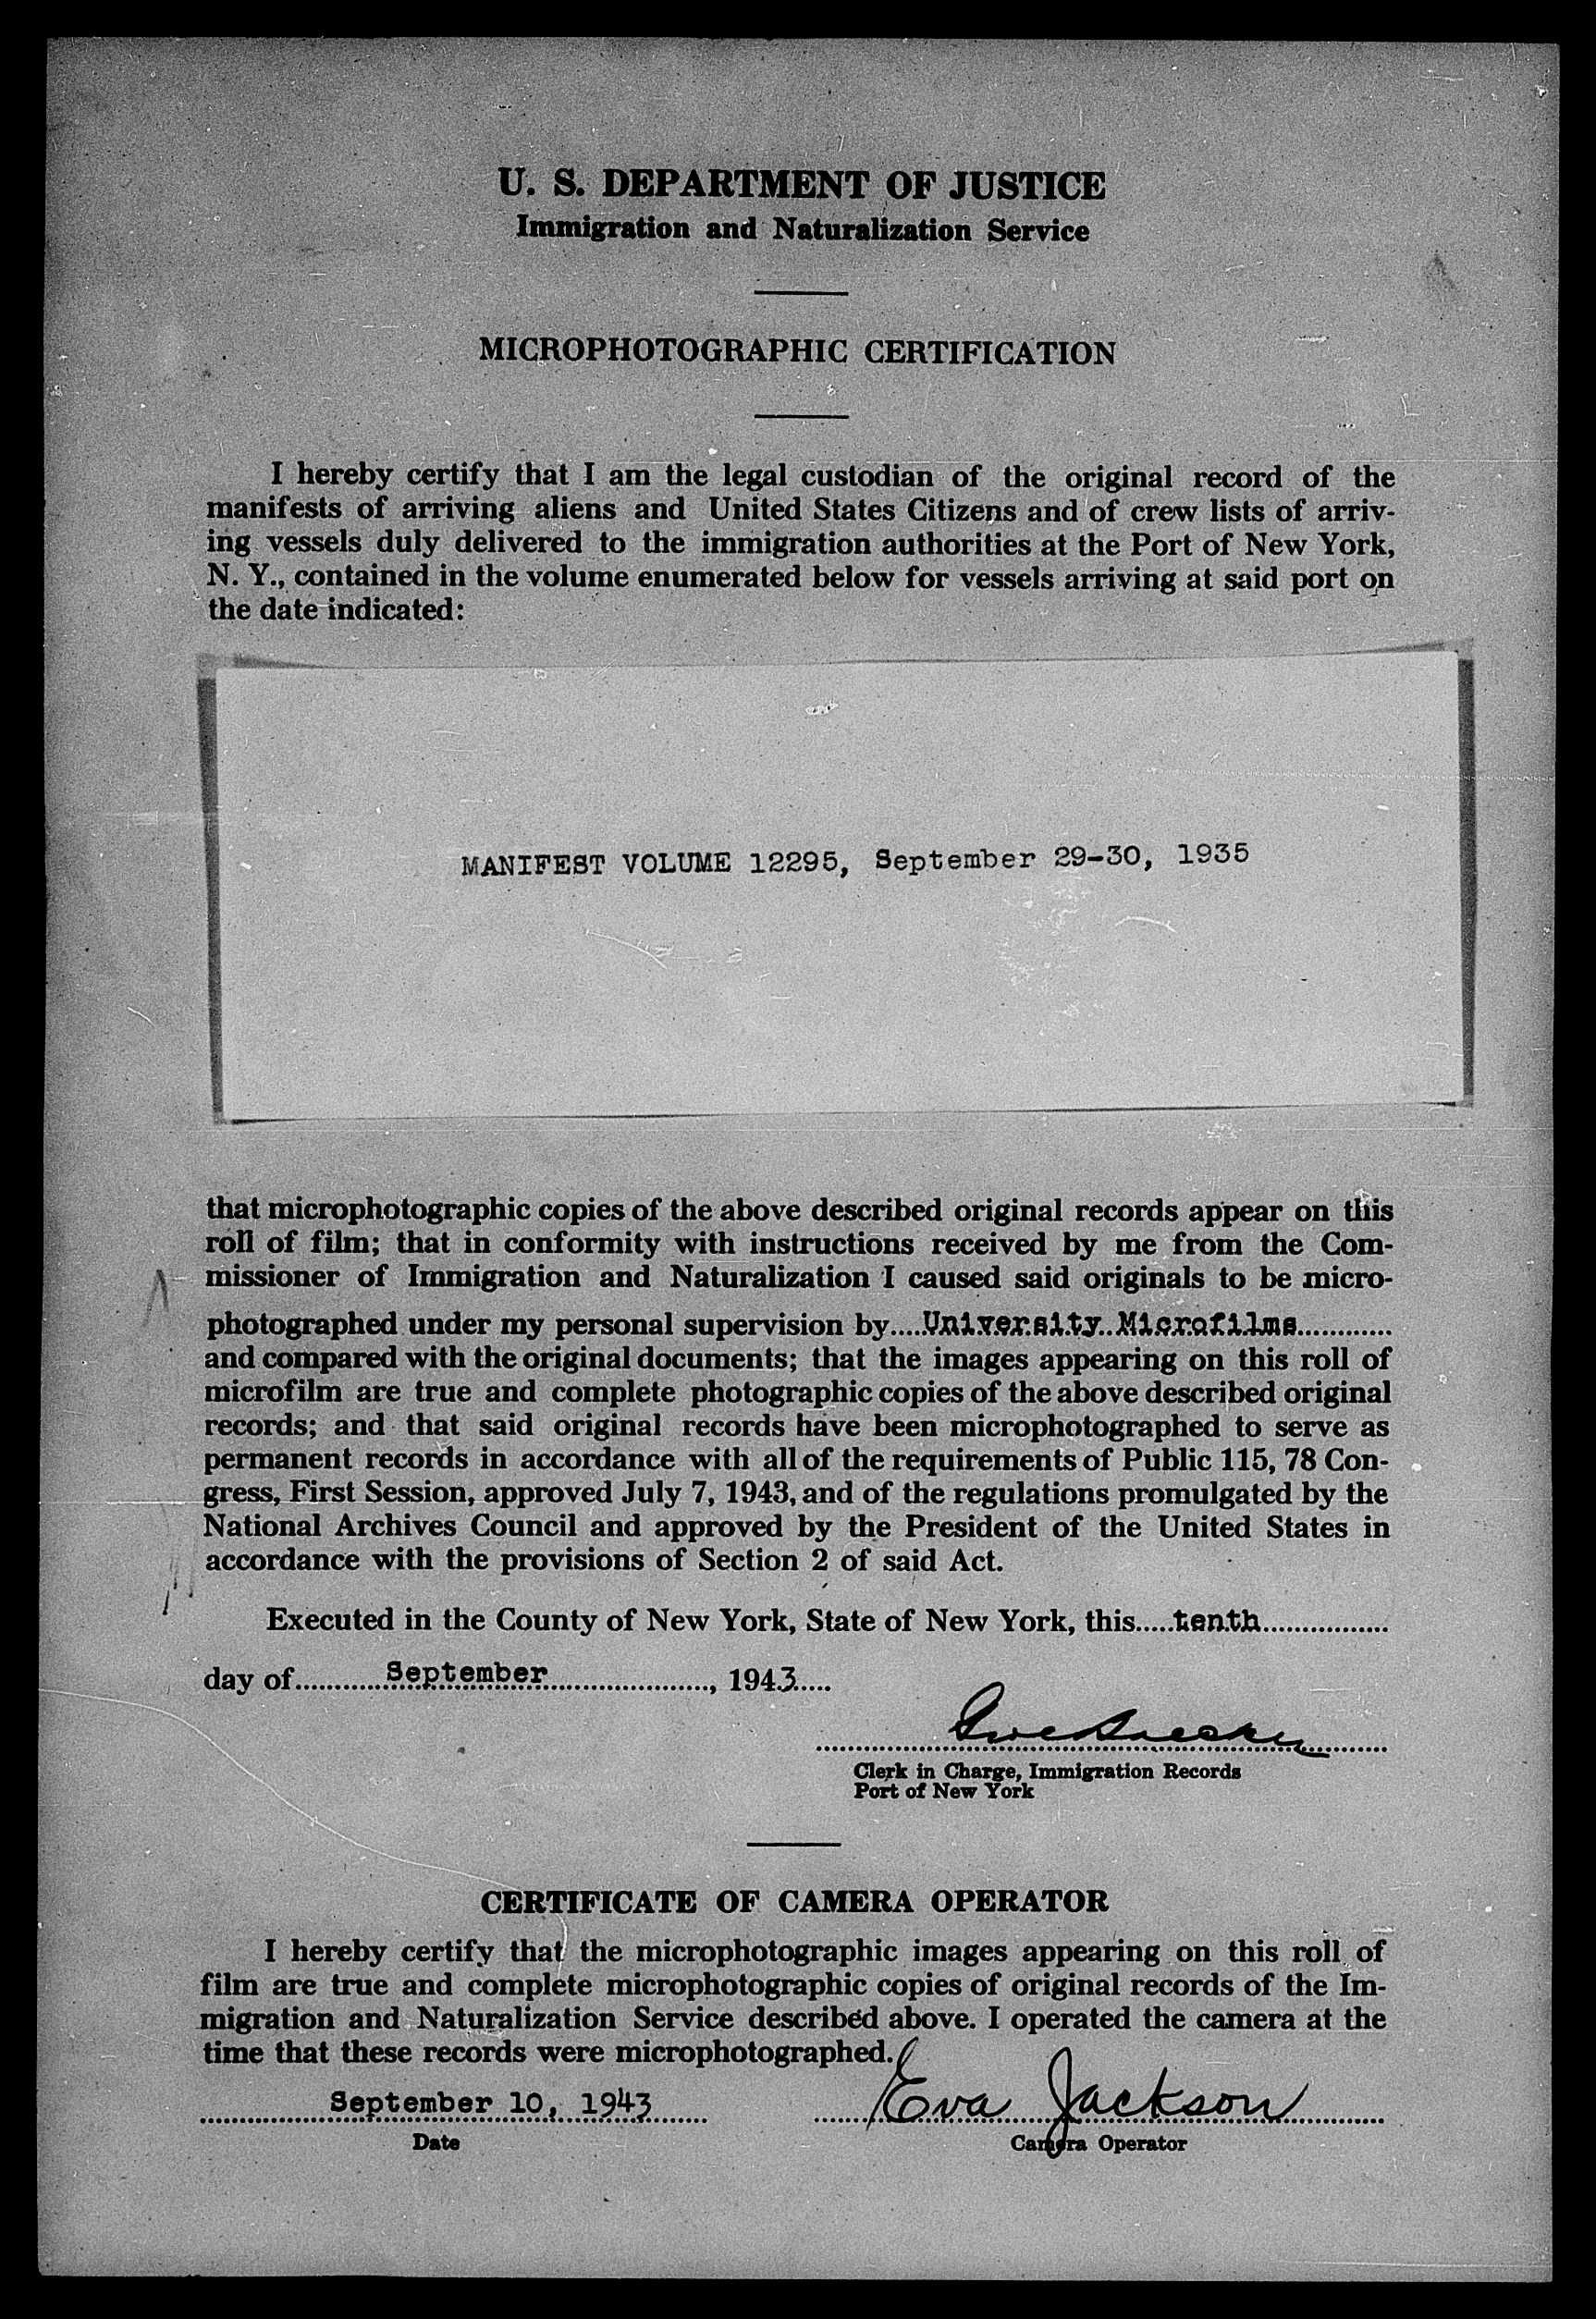 U. S. DEPARTMENT OF JUSTICE
Immigration and Naturalization Service
MICROPHOTOGRAPHIC CERTIFICATION
I hereby certify that I am the legal custodian of the original record of the
manifests of arriving aliens and United States Citizens and of crew lists of arriv-
ing vessels duly delivered to the immigration authorities at the Port of New York,
N. Y., contained in the volume enumerated below for vessels arriving at said port on
the date indicated:
MANIFEST VOLUME 12295, September 29-30, 1935
that microphotographic copies of the above described original records appear on this
roll of film; that in conformity with instructions received by me from the Com-
missioner of Immigration and Naturalization I caused said originals to be micro-
photographed under my personal supervision by....University Microfilms............
and compared with the original documents; that the images appearing on this roll of
microfilm are true and complete photographic copies of the above described original
records; and that said original records have been microphotographed to serve as
permanent records in accordance with all of the requirements of Public 115, 78 Con-
gress, First Session, approved July 7, 1943, and of the regulations promulgated by the
National Archives Council and approved by the President of the United States in
accordance with the provisions of Section 2 of said Act.
Executed in the County of New York, State of New York, this.....tenth.................
day of............September......................, 1943.....
Clerk in Charge, Immigration Records
Port of New York
CERTIFICATE OF CAMERA OPERATOR
I hereby certify that the microphotographic images appearing on this roll of
film are true and complete microphotographic copies of original records of the Im-
migration and Naturalization Service described above. I operated the camera at the
time that these records were microphotographed.
September 10, 1943 Eva Jackson
Date Camera Operator